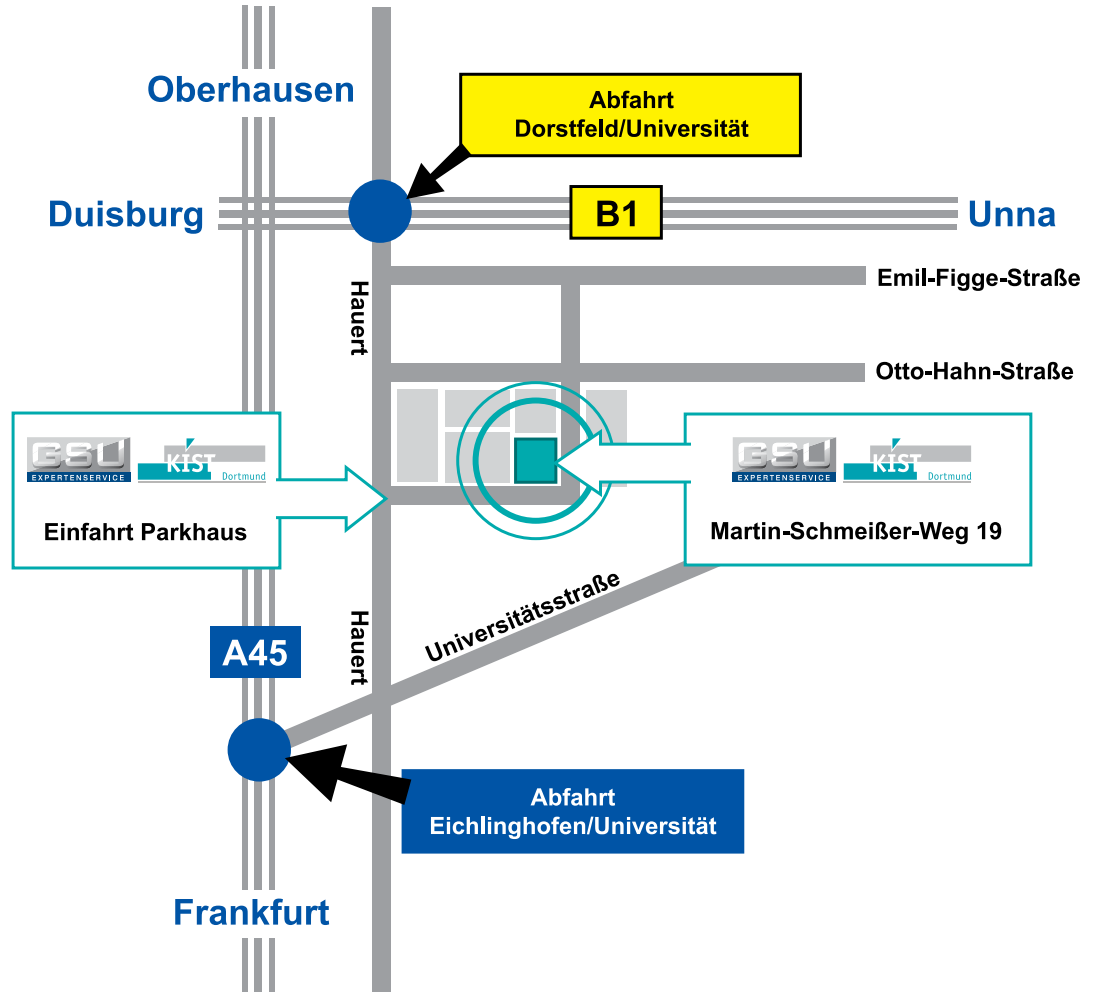 Oberhausen
Abfahrt
Dorstfeld/Universität
Duisburg
B1
Unna
Emil-Figge-Straße
Hauert
Otto-Hahn-Straße
GSU
EXPERTENSERVICE
KIST
Dortmund
Einfahrt Parkhaus
GSU
EXPERTENSERVICE
KIST
Dortmund
Martin-Schmeißer-Weg 19
Universitätsstraße
Hauert
A45
Abfahrt
Eichlinghofen/Universität
Frankfurt